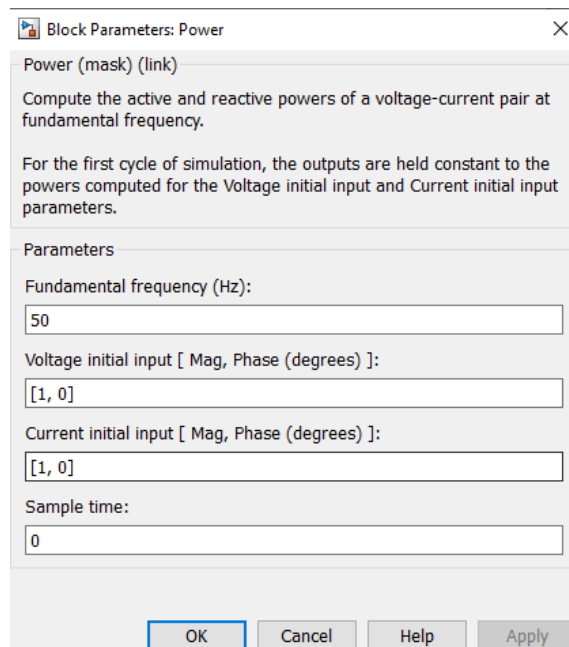 Block Parameters: Power
Power (mask) (link)
Compute the active and reactive powers of a voltage-current pair at
fundamental frequency.
For the first cycle of simulation, the outputs are held constant to the
powers computed for the Voltage initial input and Current initial input
parameters.
Parameters
Fundamental frequency (Hz):
50
Voltage initial input [ Mag, Phase (degrees) ]:
[1, 0]
Current initial input [ Mag, Phase (degrees) ]:
[1, 0]
Sample time:
0
OK Cancel Help Apply